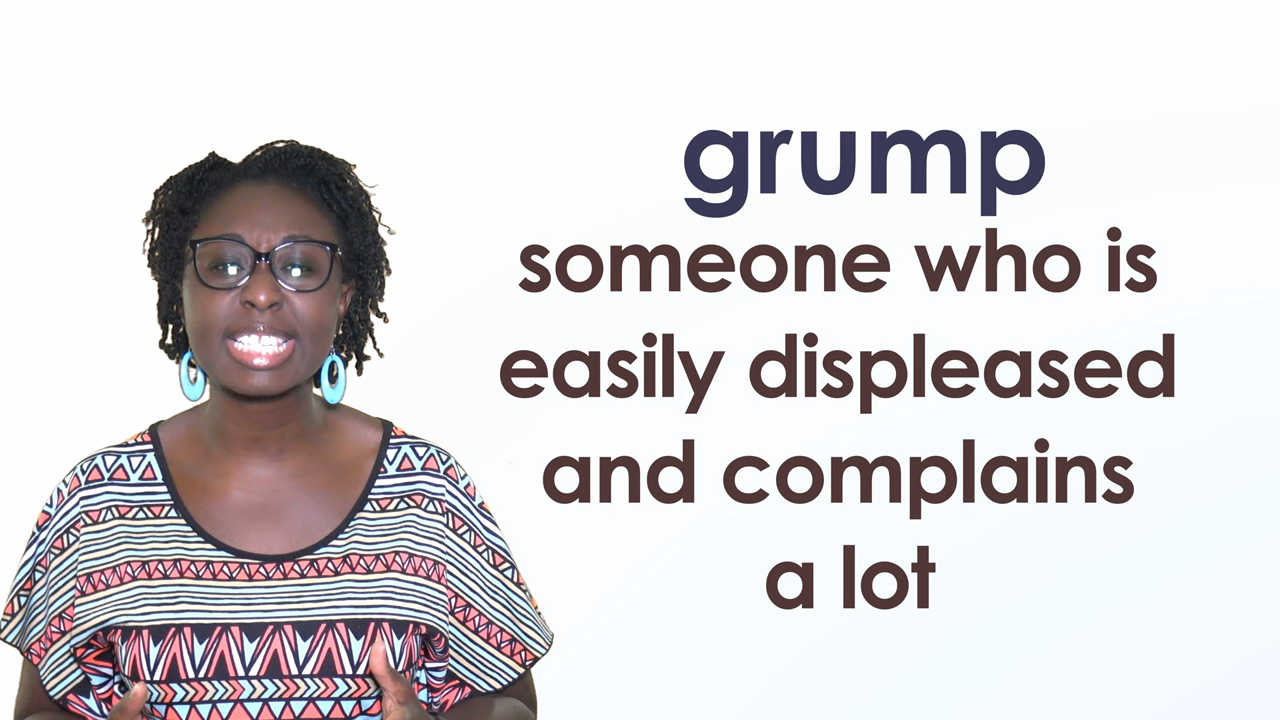 grump
someone who is
easily displeased
and complains
a lot